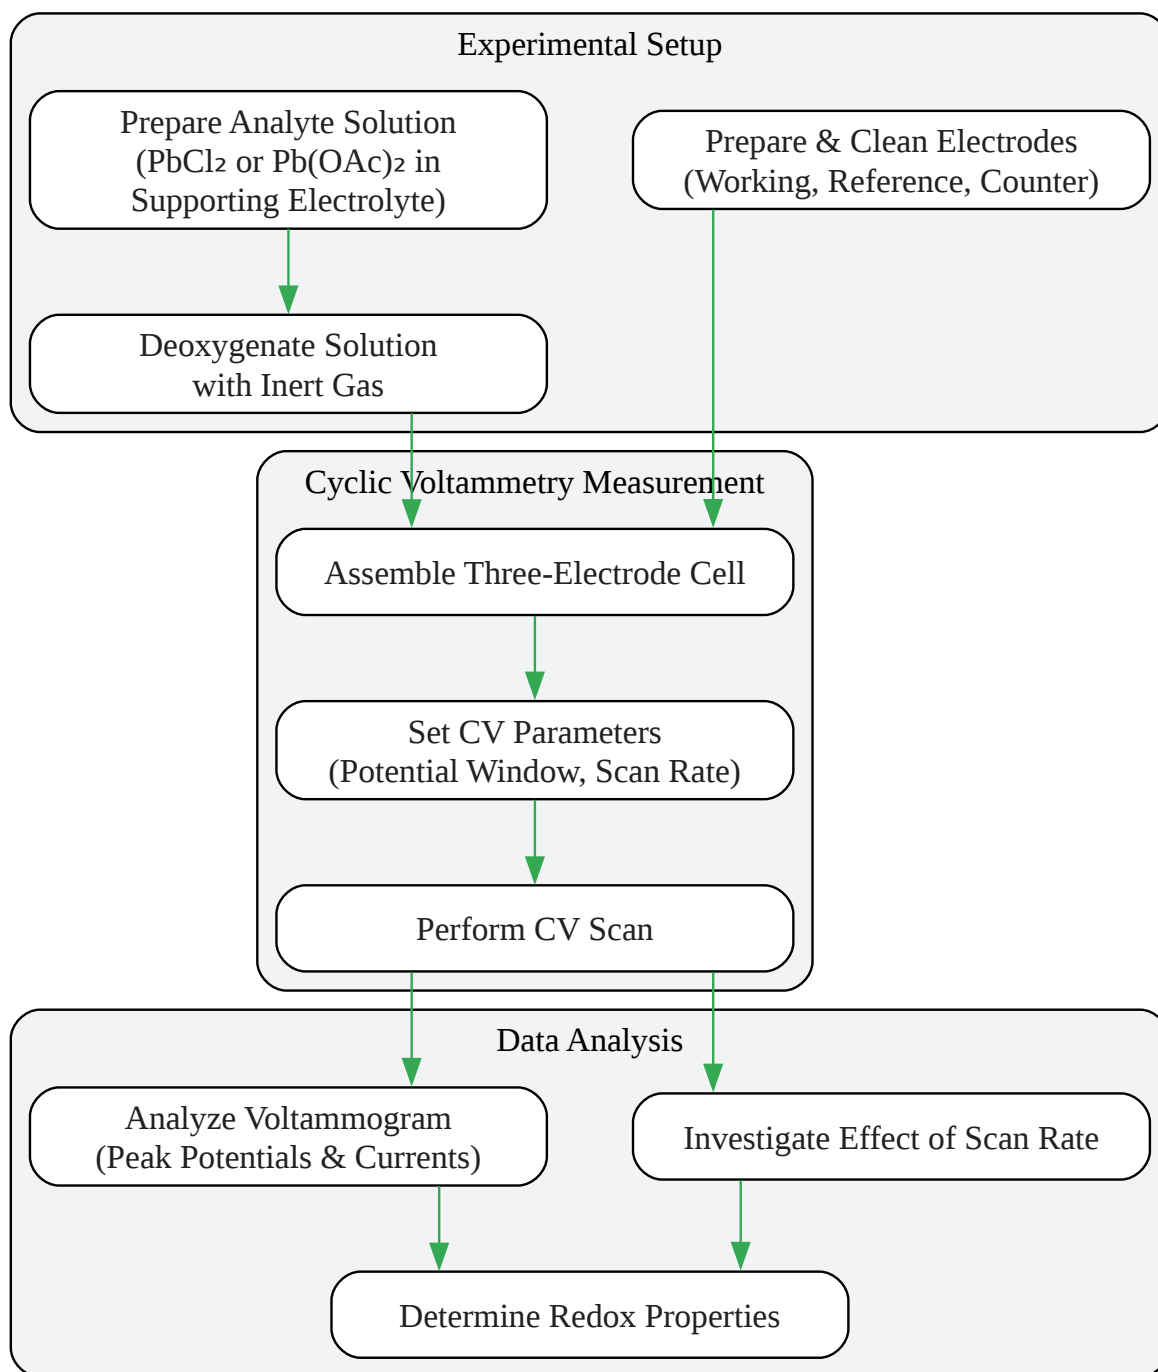 Experimental Setup
Prepare Analyte Solution
(PbCl₂ or Pb(OAc)₂ in
Supporting Electrolyte)
Prepare & Clean Electrodes
(Working, Reference, Counter)
Deoxygenate Solution
with Inert Gas
Cyclic Voltammetry Measurement
Assemble Three-Electrode Cell
Set CV Parameters
(Potential Window, Scan Rate)
Perform CV Scan
Data Analysis
Analyze Voltammogram
(Peak Potentials & Currents)
Investigate Effect of Scan Rate
Determine Redox Properties